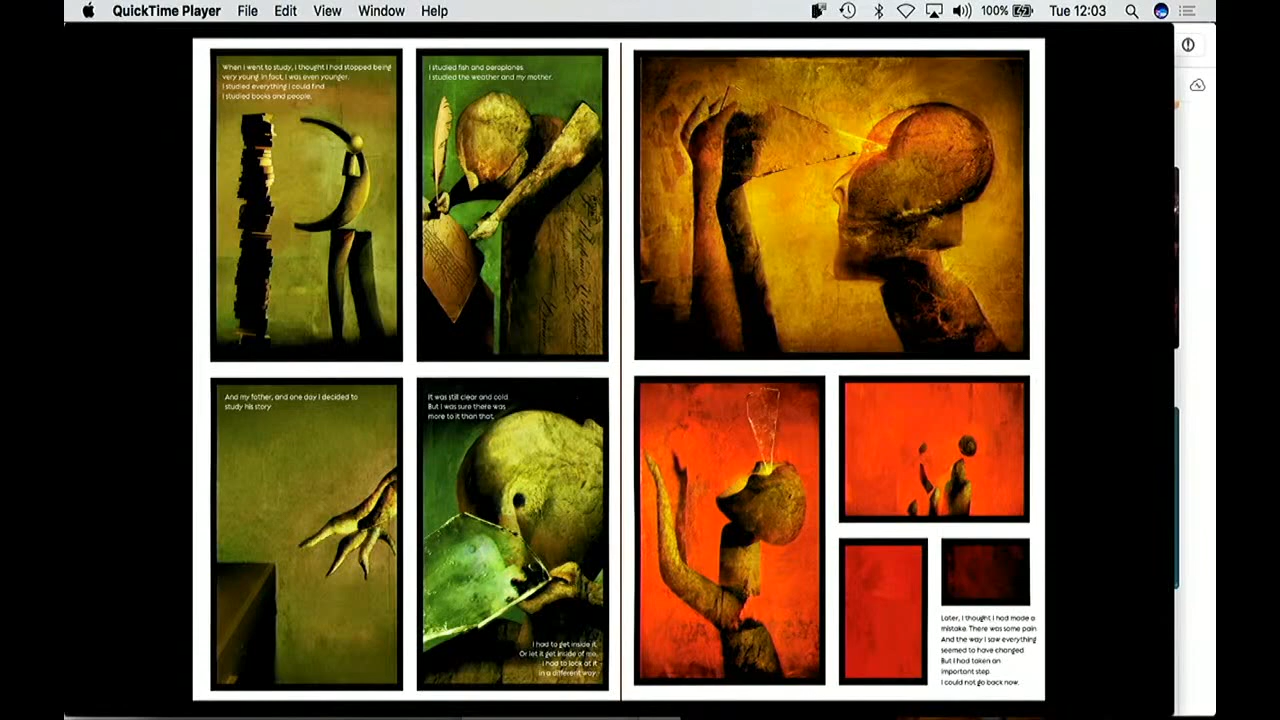 QuickTime Player File Edit View Window Help 100% Tue 12:03
When I went to study, I thought I had stopped being
very young. In fact, I was even younger.
I studied everything I could find.
I studied books and people.
I studied fish and aeroplanes.
I studied the weather and my mother.
And my father, and one day I decided to
study his story
It was still clear and cold.
But I was sure there was
more to it than that.
I had to get inside it.
Or let it get inside of me.
I had to look at it
in a different way.
Later, I thought I had made a
mistake. There was some pain
And the way I saw everything
seemed to have changed
But I had taken an
important step.
I could not go back now.